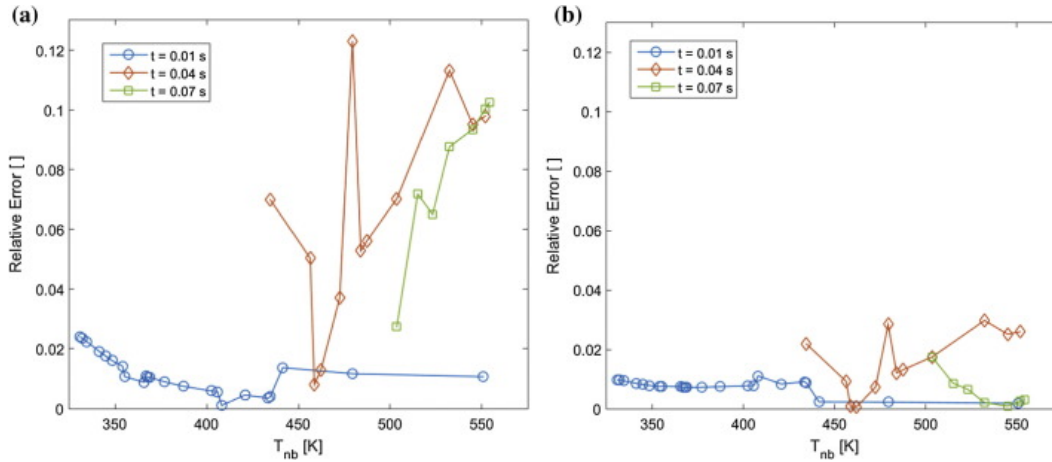 (a)
t = 0.01 s
t = 0.04 s
t = 0.07 s
Relative Error [ ]
0.12
0.1
0.08
0.06
0.04
0.02
0
350
400
450
500
550
T_nb [K]
(b)
t = 0.01 s
t = 0.04 s
t = 0.07 s
Relative Error [ ]
0.12
0.1
0.08
0.06
0.04
0.02
0
350
400
450
500
550
T_nb [K]